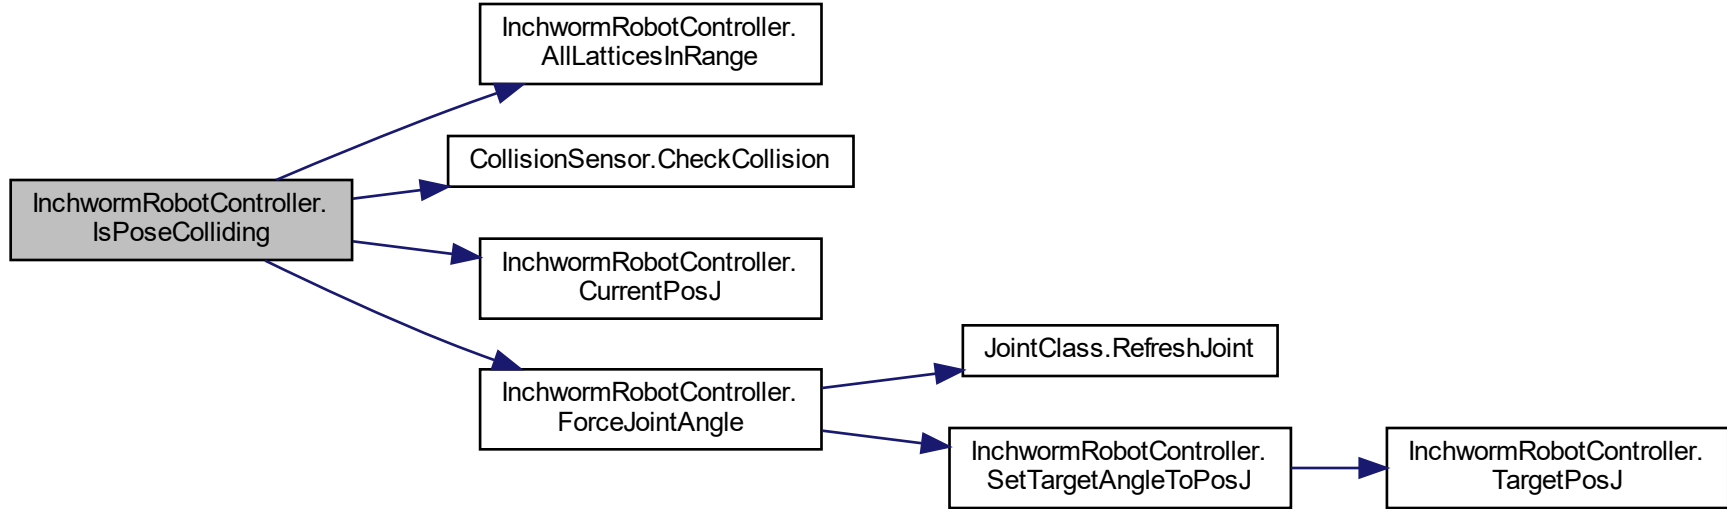 InchwormRobotController.
AllLatticesInRange
CollisionSensor.CheckCollision
InchwormRobotController.
IsPoseColliding
InchwormRobotController.
CurrentPosJ
InchwormRobotController.
ForceJointAngle
JointClass.RefreshJoint
InchwormRobotController.
SetTargetAngleToPosJ
InchwormRobotController.
TargetPosJ